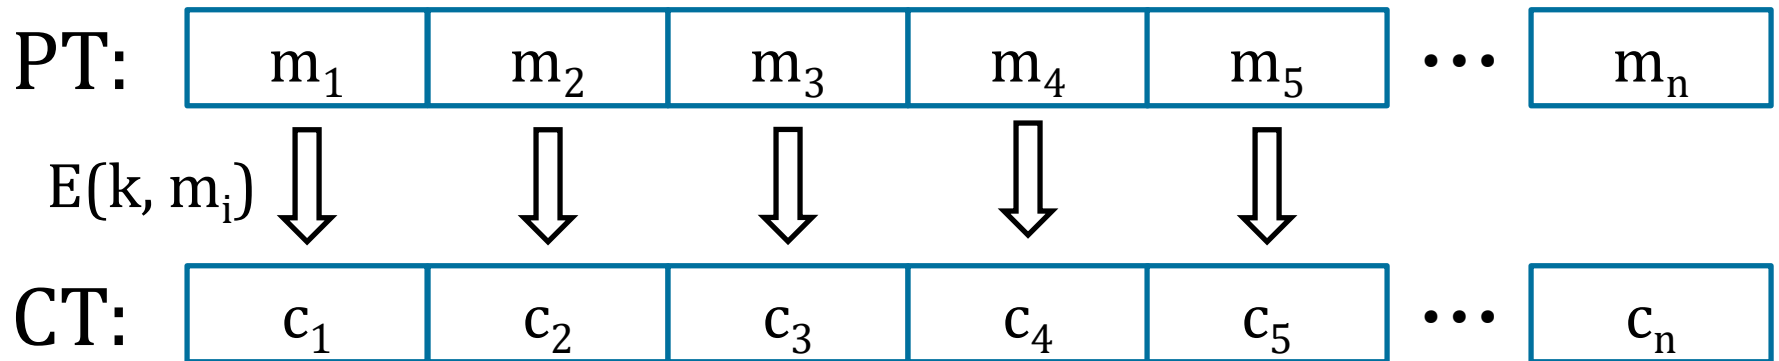 PT: m₁ m₂ m₃ m₄ m₅ ••• mₙ
E(k, mᵢ)
CT: c₁ c₂ c₃ c₄ c₅ ••• cₙ